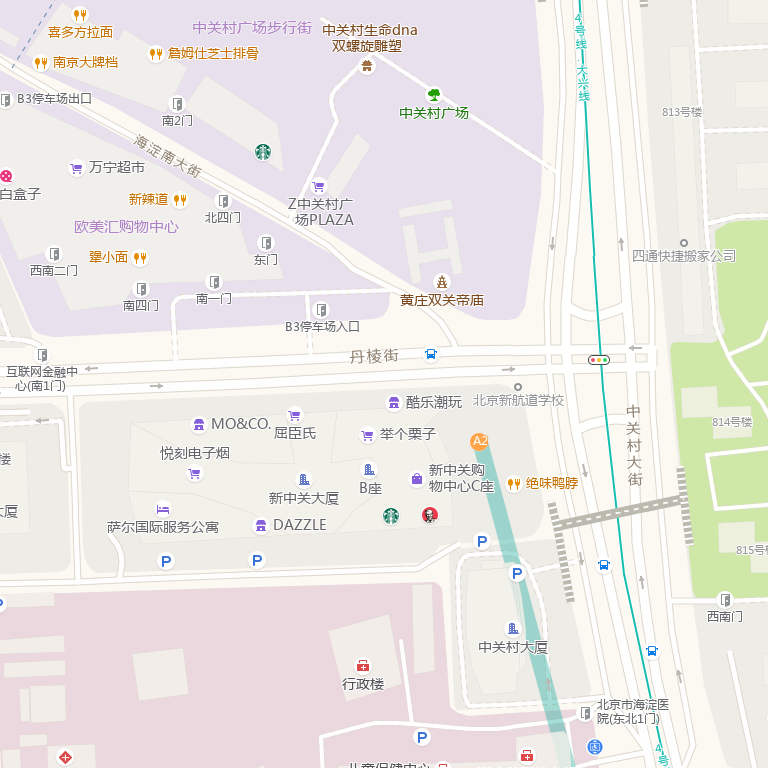 中关村广场步行街
中关村生命dna
双螺旋雕塑
4号线·大兴线
喜多方拉面
南京大牌档
詹姆仕芝士排骨
B3停车场出口
南2门
中关村广场
813号楼
海淀南大街
万宁超市
白盒子
新辣道
北四门
Z中关村广
场PLAZA
欧美汇购物中心
犟小面
东门
西南二门
四通快捷搬家公司
南四门
南一门
黄庄双关帝庙
B3停车场入口
丹棱街
互联网金融中
心(南1门)
北京新航道学校
酷乐潮玩
中关村大街
MO&CO.
屈臣氏
举个栗子
A2
814号楼
悦刻电子烟
楼
新中关大厦
B座
新中关购
物中心C座
绝味鸭脖
大厦
萨尔国际服务公寓
DAZZLE
P
P
P
P
815号楼
西南门
中关村大厦
行政楼
北京市海淀医
院(东北1门)
P
4号
儿童保健中心